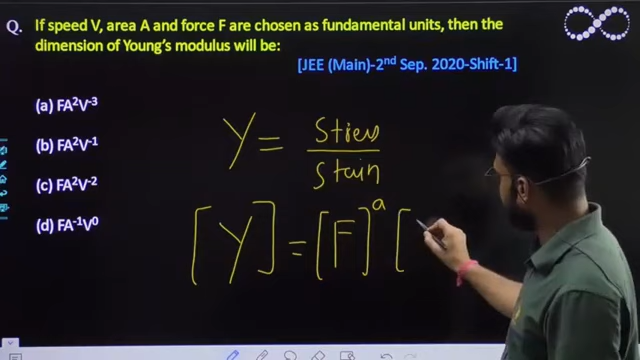 Q. If speed V, area A and force F are chosen as fundamental units, then the
dimension of Young's modulus will be:
[JEE (Main)-2nd Sep. 2020-Shift-1]
(a) FA²V⁻³
(b) FA²V⁻¹
(c) FA²V⁻²
(d) FA⁻¹V⁰
Y = Stress / Stain
[Y] = [F]ᵃ [